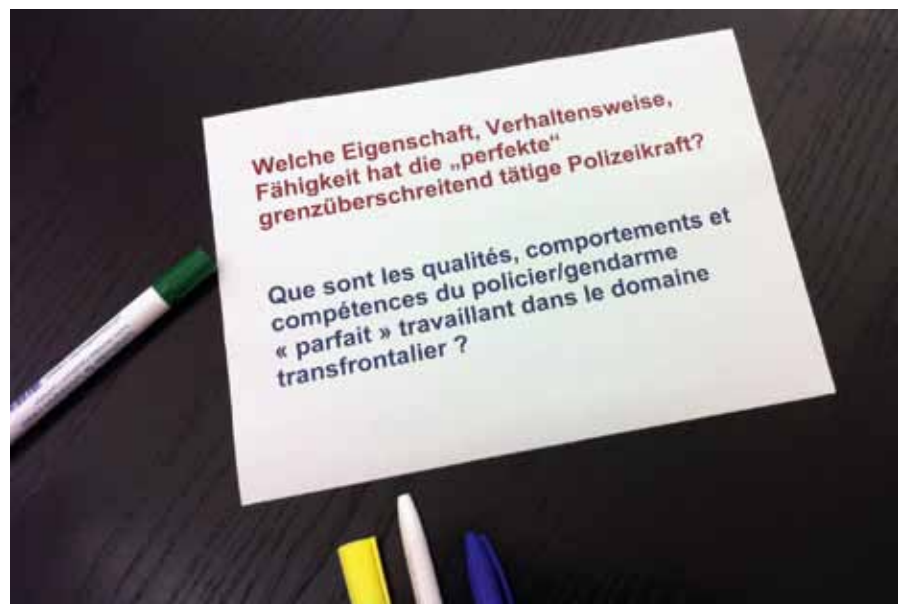 Welche Eigenschaft, Verhaltensweise,
Fähigkeit hat die „perfekte“
grenzüberschreitend tätige Polizeikraft?
Que sont les qualités, comportements et
compétences du policier/gendarme
« parfait » travaillant dans le domaine
transfrontalier ?